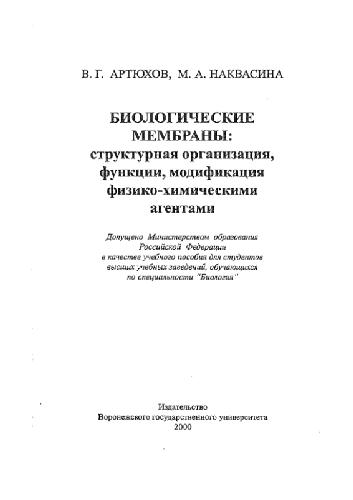 В. Г. АРТЮХОВ, М. А. НАКВАСИНА
БИОЛОГИЧЕСКИЕ
МЕМБРАНЫ:
структурная организация,
функции, модификация
физико-химическими
агентами
Допущено Министерством образования
Российской Федерации
в качестве учебного пособия для студентов
высших учебных заведений, обучающихся
по специальности "Биология"
Издательство
Воронежского государственного университета
2000